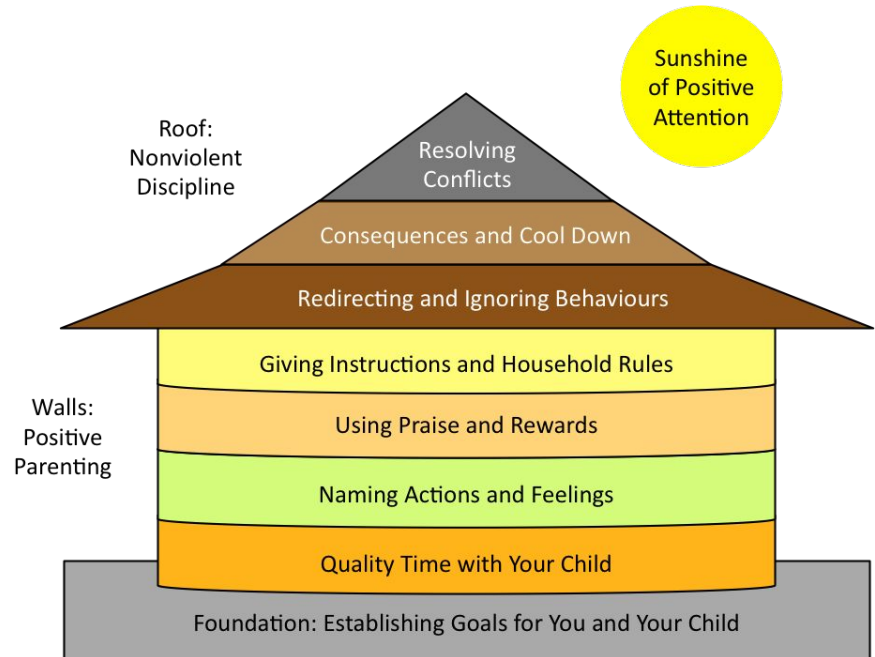 Sunshine
of Positive
Attention
Roof:
Nonviolent
Discipline
Resolving
Conflicts
Consequences and Cool Down
Redirecting and Ignoring Behaviours
Giving Instructions and Household Rules
Walls:
Positive
Parenting
Using Praise and Rewards
Naming Actions and Feelings
Quality Time with Your Child
Foundation: Establishing Goals for You and Your Child